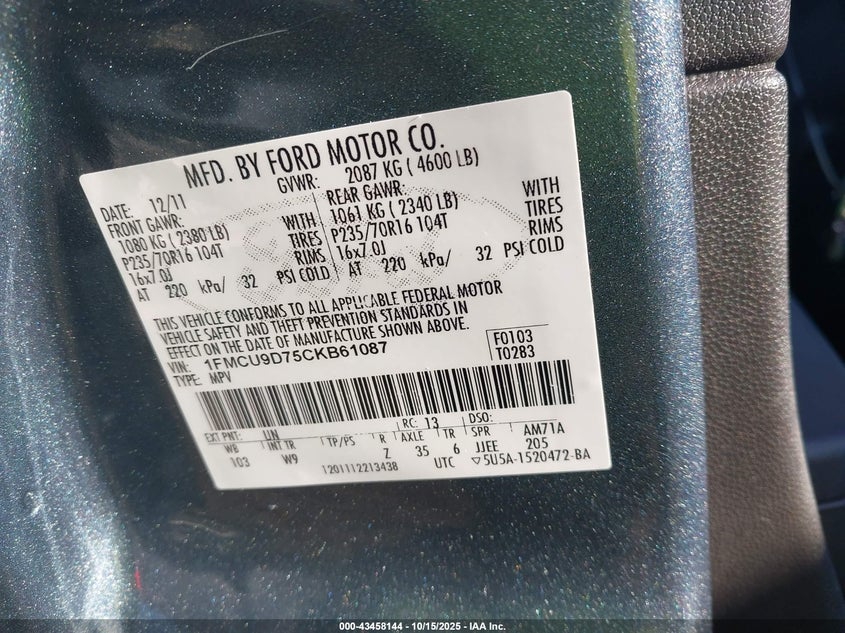 MFD. BY FORD MOTOR CO.
DATE: 12/11 GVWR: 2087 KG ( 4600 LB)
FRONT GAWR: REAR GAWR:
1080 KG ( 2380 LB) WITH 1061 KG ( 2340 LB) WITH
P235/70R16 104T TIRES P235/70R16 104T TIRES
16x7.0J RIMS 16x7.0J RIMS
AT 220 kPa/ 32 PSI COLD AT 220 kPa/ 32 PSI COLD
THIS VEHICLE CONFORMS TO ALL APPLICABLE FEDERAL MOTOR
VEHICLE SAFETY AND THEFT PREVENTION STANDARDS IN
EFFECT ON THE DATE OF MANUFACTURE SHOWN ABOVE.
VIN: 1FMCU9D75CKB61087 F0103
TYPE: MPV T0283
EXT PNT: UN RC: 13 DSO:
WB INT TR TP/PS R AXLE TR SPR AM71A
103 W9 Z 35 6 JJEE 205
1201112213438 UTC ▽5U5A-1520472-BA
000-43458144 - 10/15/2025 - IAA Inc.